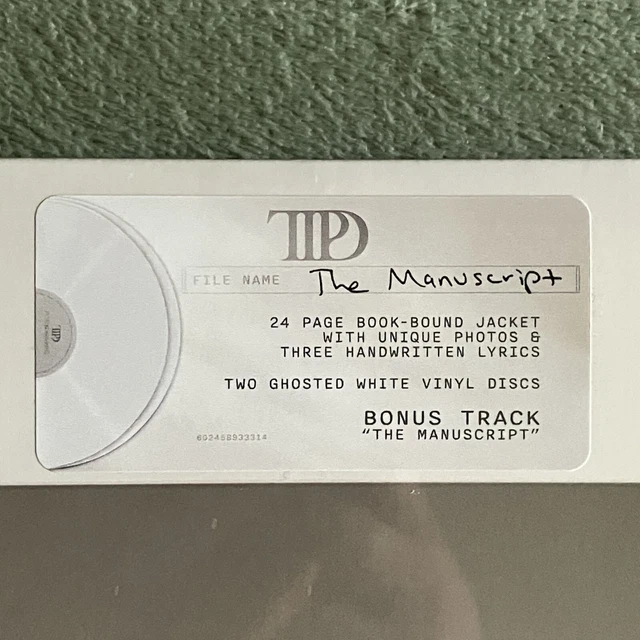 TTPD
FILE NAME The Manuscript
24 PAGE BOOK-BOUND JACKET
WITH UNIQUE PHOTOS &
THREE HANDWRITTEN LYRICS
TWO GHOSTED WHITE VINYL DISCS
BONUS TRACK
"THE MANUSCRIPT"
602458933314